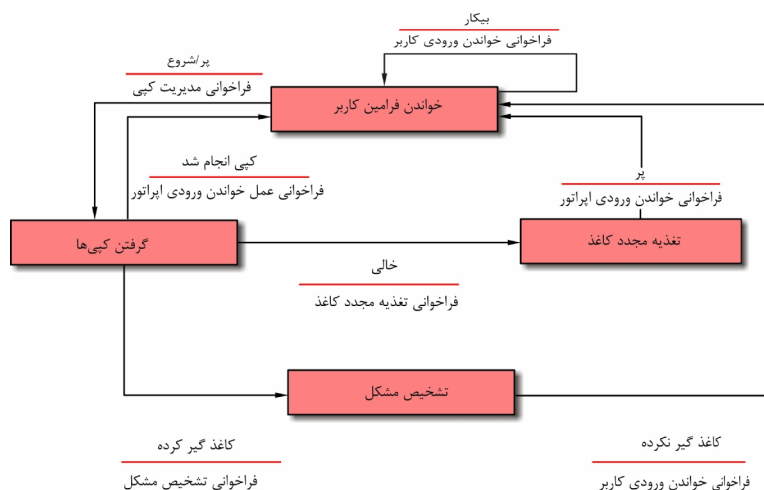 بیکار
فراخوانی خواندن ورودی کاربر
پر/شروع
فراخوانی مدیریت کپی
خواندن فرامین کاربر
کپی انجام شد
فراخوانی عمل خواندن ورودی اپراتور
پر
فراخوانی خواندن ورودی اپراتور
گرفتن کپی‌ها
تغذیه مجدد کاغذ
خالی
فراخوانی تغذیه مجدد کاغذ
تشخیص مشکل
کاغذ گیر کرده
فراخوانی تشخیص مشکل
کاغذ گیر نکرده
فراخوانی خواندن ورودی کاربر